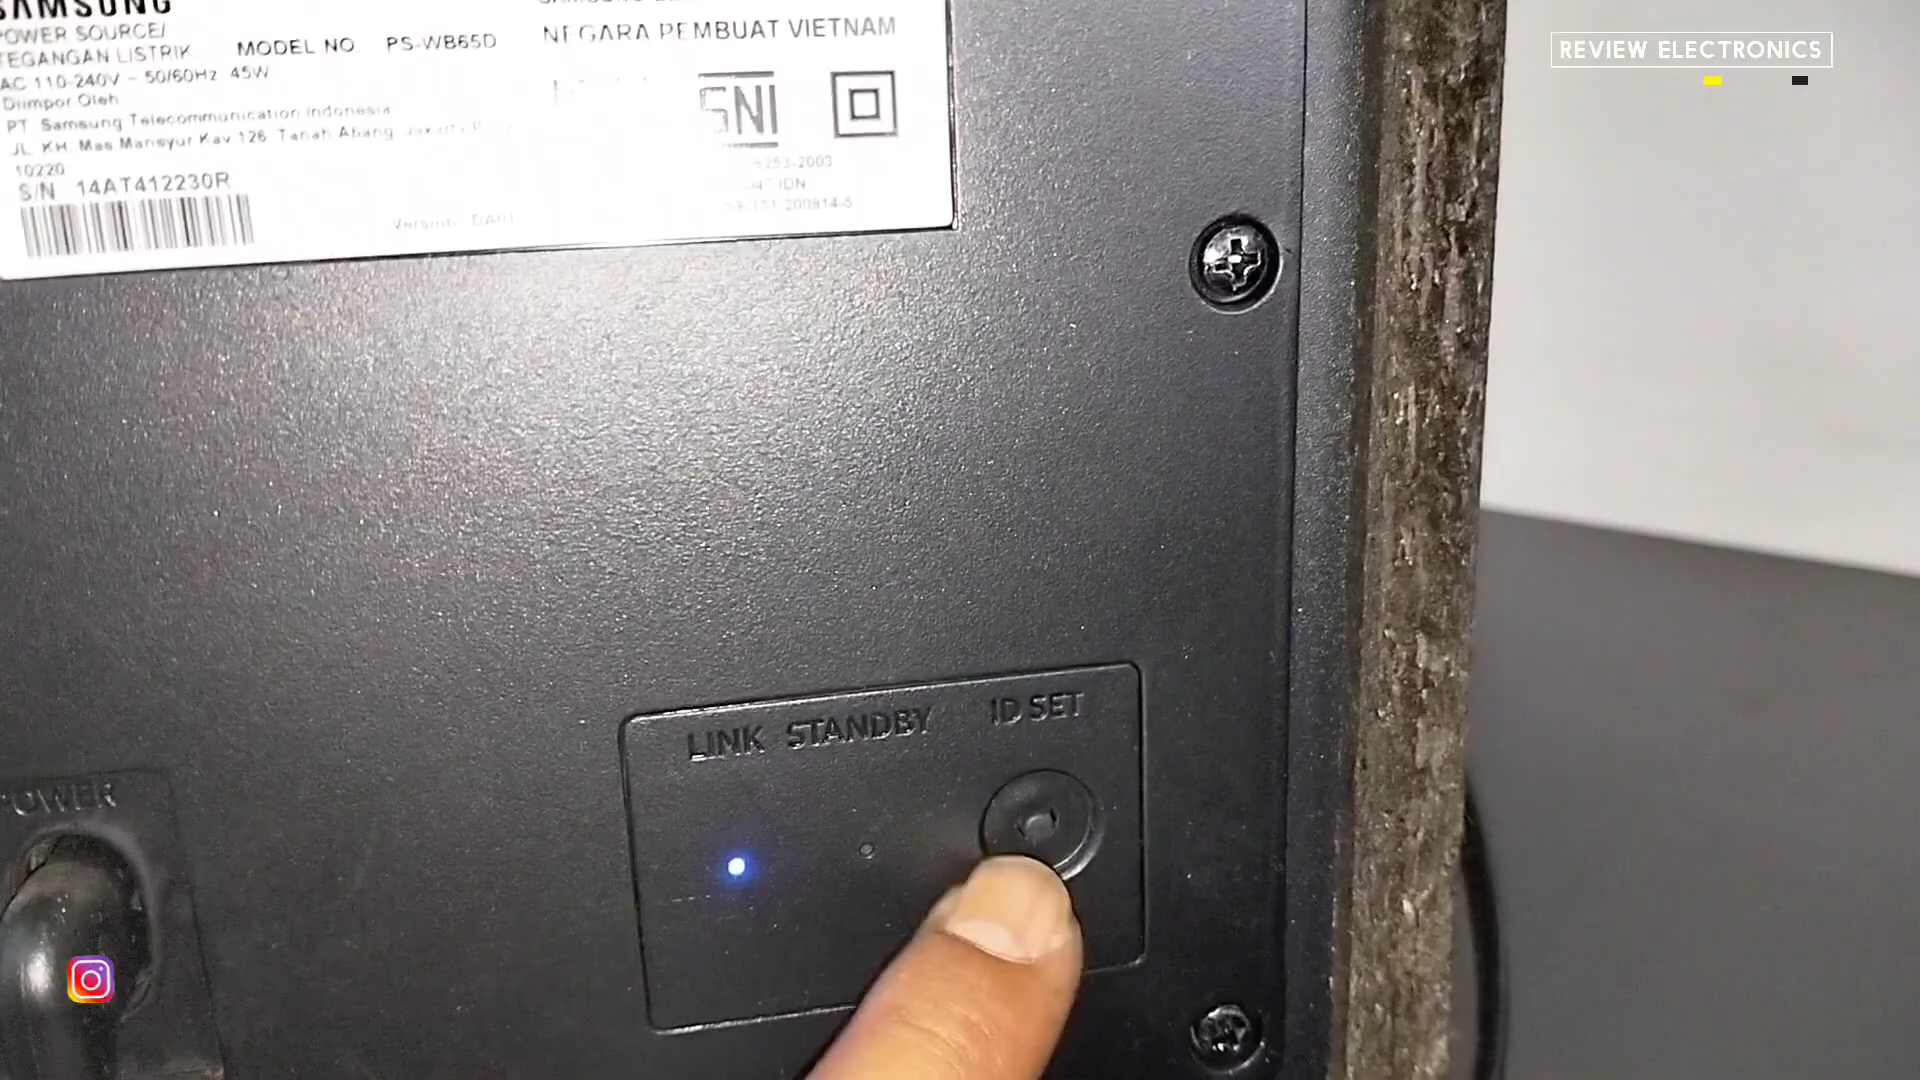 SAMSUNG
POWER SOURCE/
TEGANGAN LISTRIK
MODEL NO. PS-WB65D
NEGARA PEMBUAT VIETNAM
AC 110-240V ~ 50/60Hz 45W
Diimpor Oleh
PT. Samsung Telecommunication Indonesia
JL. KH. Mas Mansyur Kav 126 Tanah Abang
10220
S/N 14AT412230R
SNI
REVIEW ELECTRONICS
LINK STANDBY ID SET
POWER